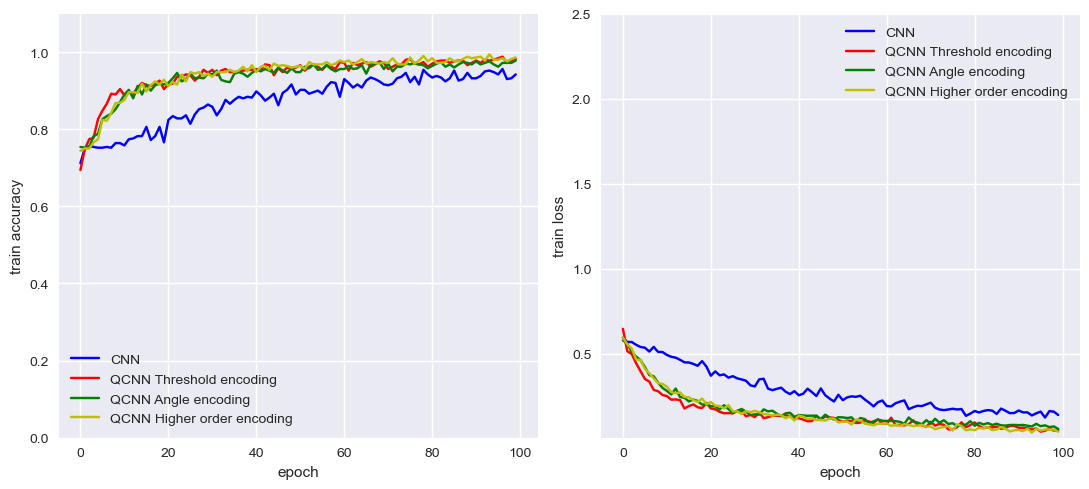 1.0
0.8
0.6
0.4
0.2
0.0
train accuracy
CNN
QCNN Threshold encoding
QCNN Angle encoding
QCNN Higher order encoding
0 20 40 60 80 100
epoch
2.5
2.0
1.5
1.0
0.5
train loss
CNN
QCNN Threshold encoding
QCNN Angle encoding
QCNN Higher order encoding
0 20 40 60 80 100
epoch